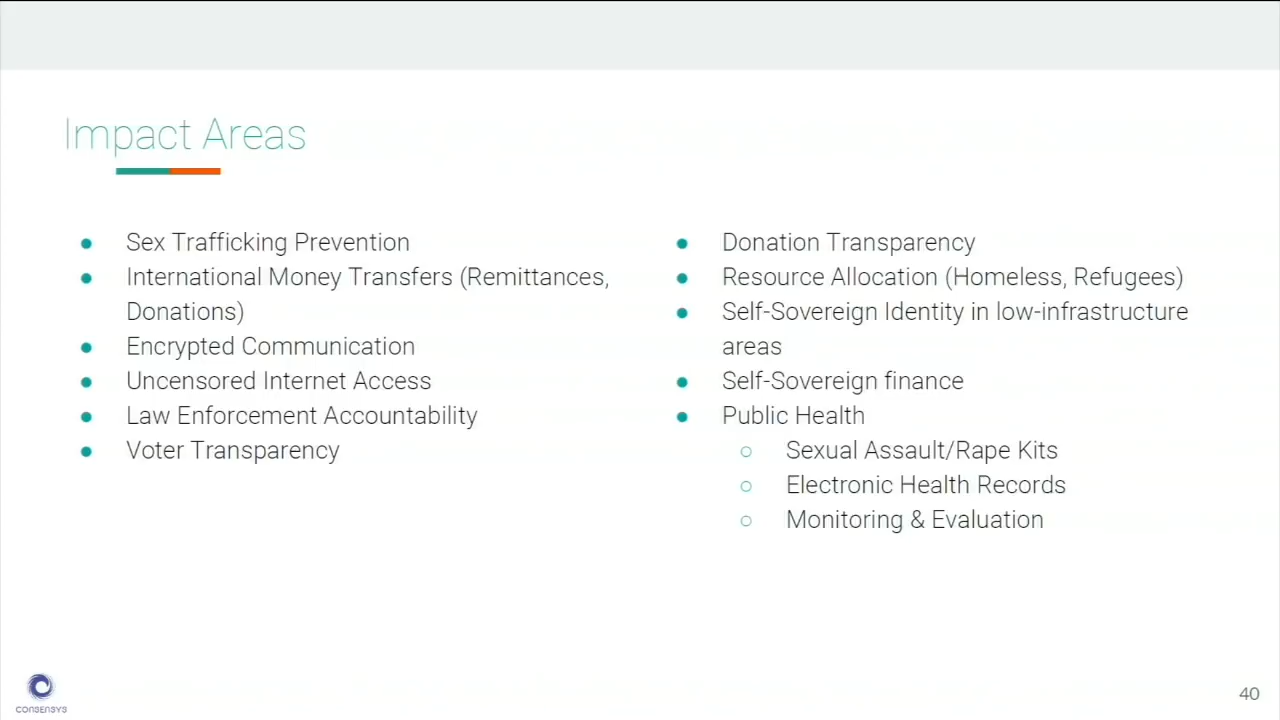 Impact Areas
● Sex Trafficking Prevention
● International Money Transfers (Remittances,
Donations)
● Encrypted Communication
● Uncensored Internet Access
● Law Enforcement Accountability
● Voter Transparency
● Donation Transparency
● Resource Allocation (Homeless, Refugees)
● Self-Sovereign Identity in low-infrastructure
areas
● Self-Sovereign finance
● Public Health
○ Sexual Assault/Rape Kits
○ Electronic Health Records
○ Monitoring & Evaluation
CONSENSYS
40